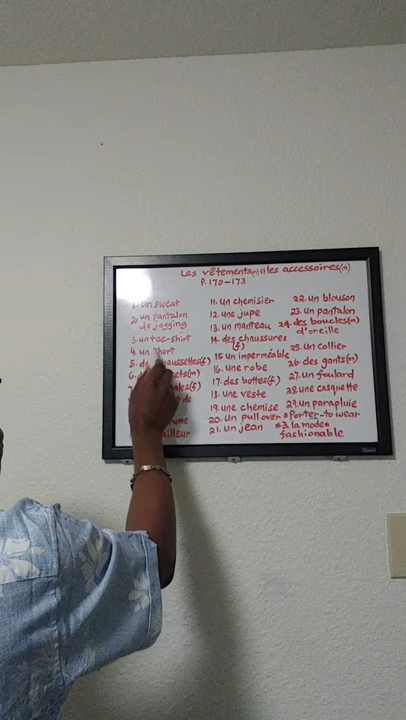 Les vêtements(m) et les accessoires(m)
P. 170-173
1. un sweat
2. un pantalon
de jogging
3. un tee-shirt
4. un short
5. de chaussettes(f)
6. (m)
(f)
de
11. un chemisier
12. une jupe
13. un manteau
14. des chaussures
(f)
15. un imperméable
16. une robe
17. des bottes(f)
18. une veste
19. une chemise
20. un pull over
21. un jean
22. un blouson
23. un pantalon
24. des boucles(m)
d'oreille
25. un collier
26. des gants(m)
27. un foulard
28. une casquette
29. un parapluie
* Porter - to wear
* à la mode =
fashionable